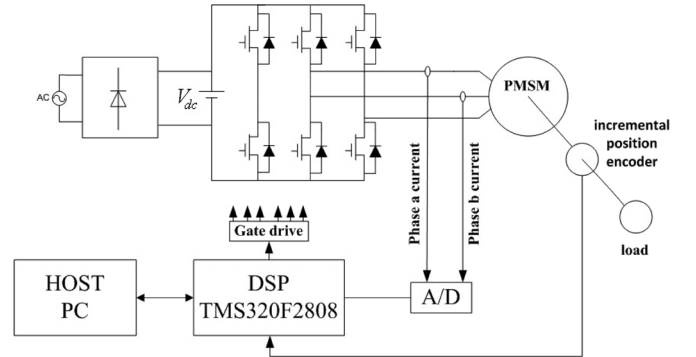 AC
V_dc
PMSM
incremental
position
encoder
load
Phase a current
Phase b current
Gate drive
HOST
PC
DSP
TMS320F2808
A/D